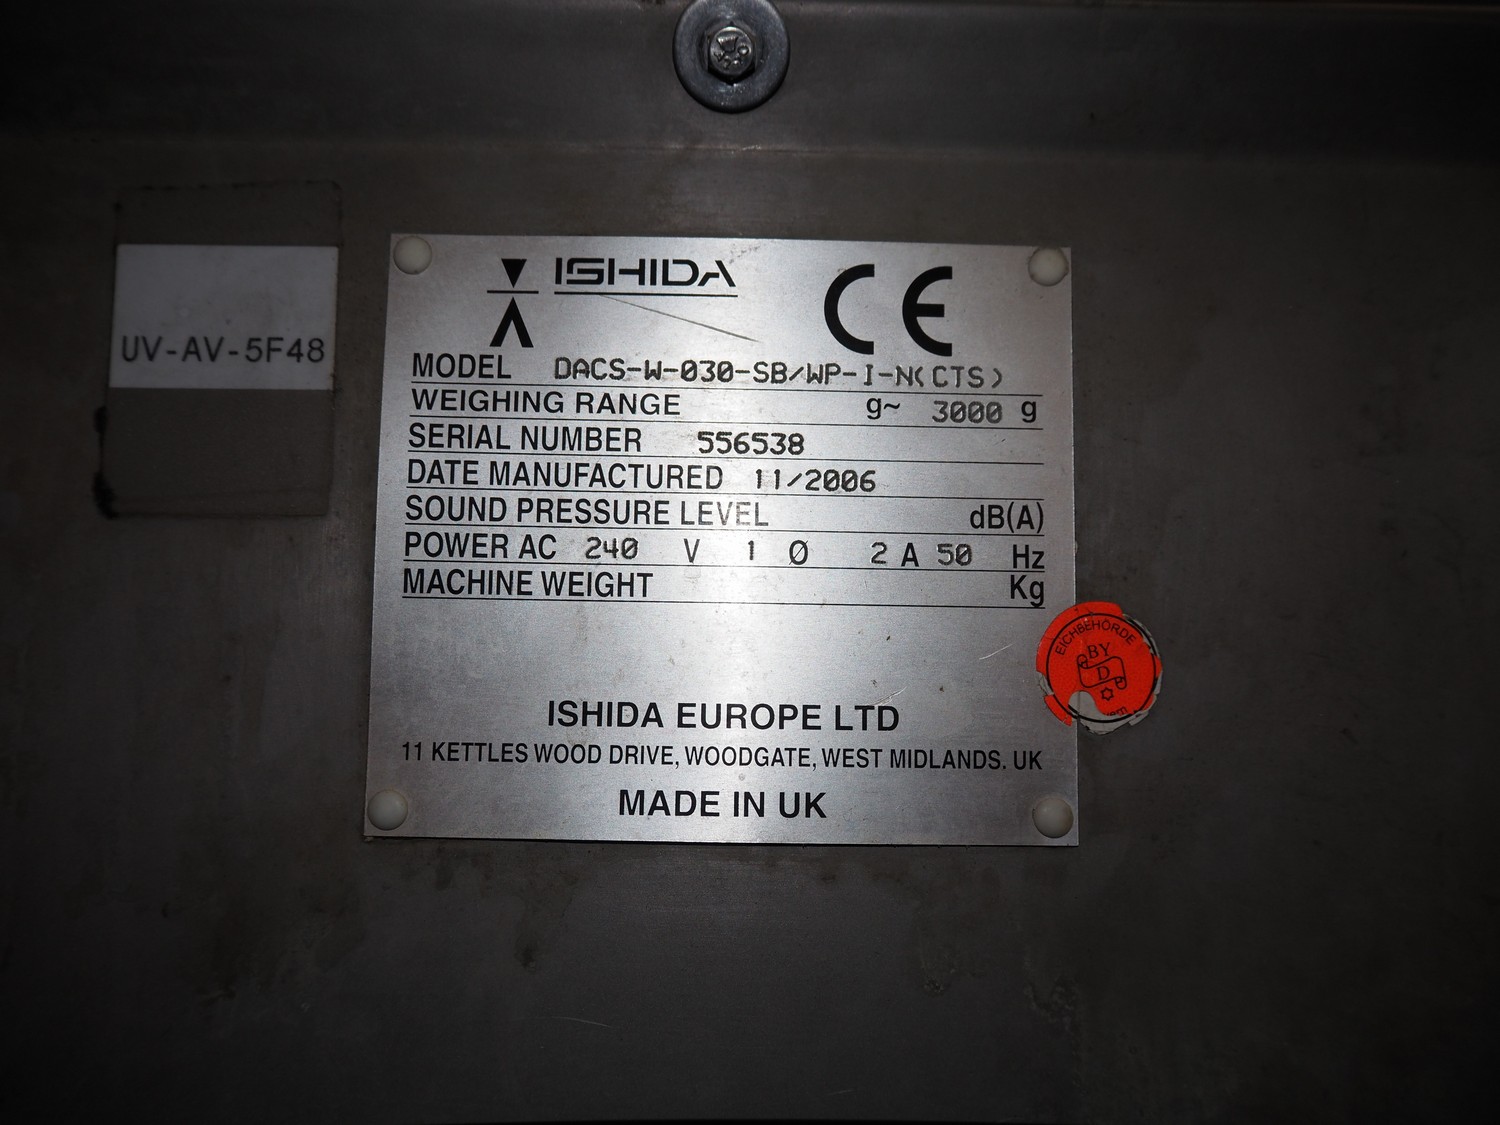 ISHIDA
CE
UV-AV-5F48
MODEL DACS-W-030-SB/WP-I-N(CTS)
WEIGHING RANGE g~ 3000 g
SERIAL NUMBER 556538
DATE MANUFACTURED 11/2006
SOUND PRESSURE LEVEL dB(A)
POWER AC 240 V 1 Ø 2 A 50 Hz
MACHINE WEIGHT Kg
EICHBEHÖRDE
BY
D
ISHIDA EUROPE LTD
11 KETTLES WOOD DRIVE, WOODGATE, WEST MIDLANDS. UK
MADE IN UK